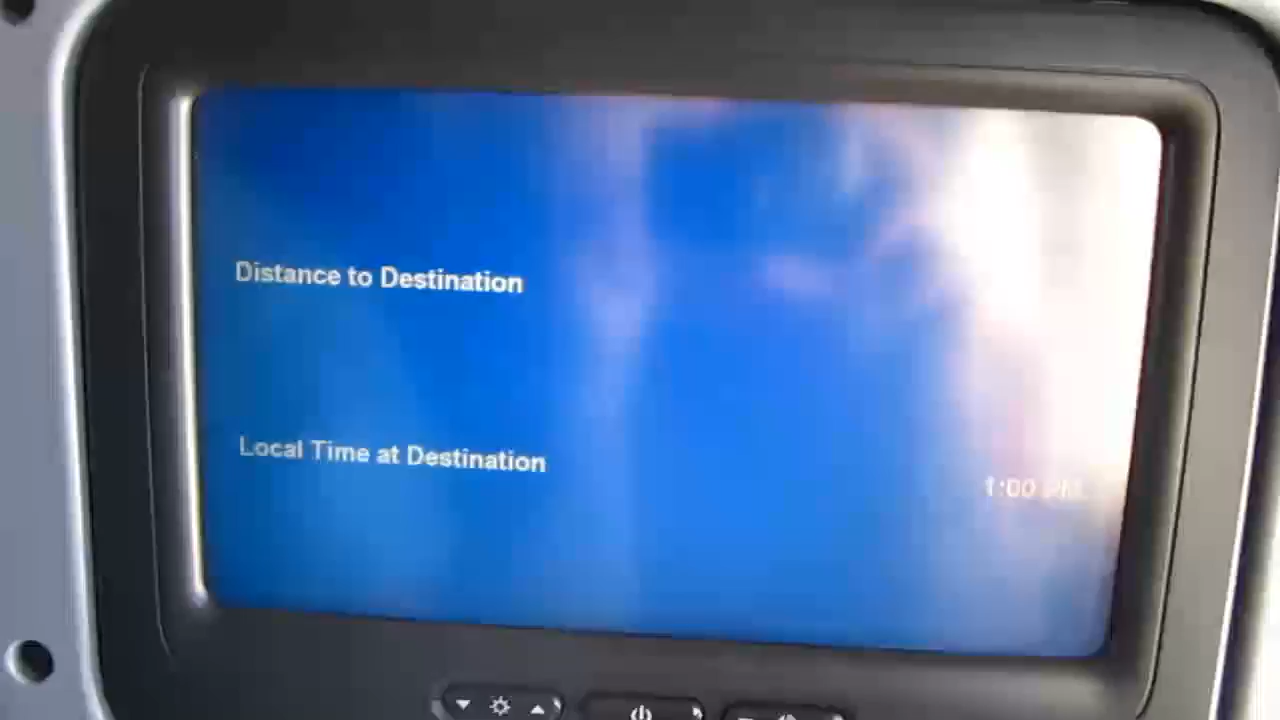 Distance to Destination
Local Time at Destination
1:00 PM